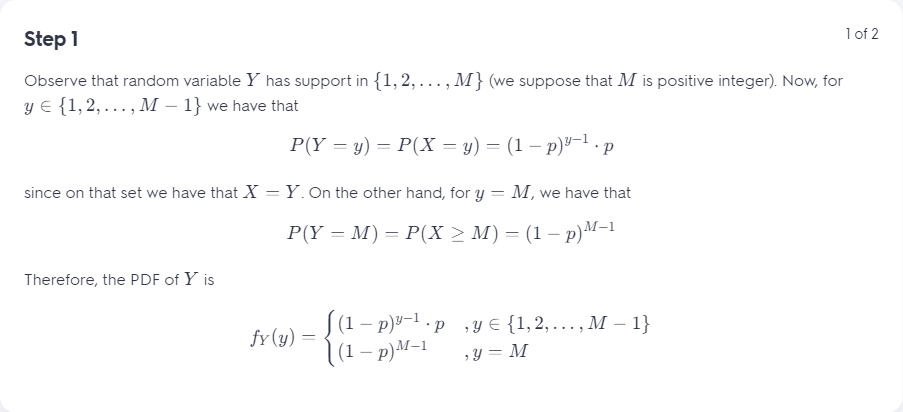 Step 1
1 of 2
Observe that random variable Y has support in {1, 2, . . . , M} (we suppose that M is positive integer). Now, for
y ∈ {1, 2, . . . , M − 1} we have that
P(Y = y) = P(X = y) = (1 − p)^{y−1} · p
since on that set we have that X = Y. On the other hand, for y = M, we have that
P(Y = M) = P(X ≥ M) = (1 − p)^{M−1}
Therefore, the PDF of Y is
f_Y(y) = { (1 − p)^{y−1} · p , y ∈ {1, 2, . . . , M − 1}
(1 − p)^{M−1} , y = M